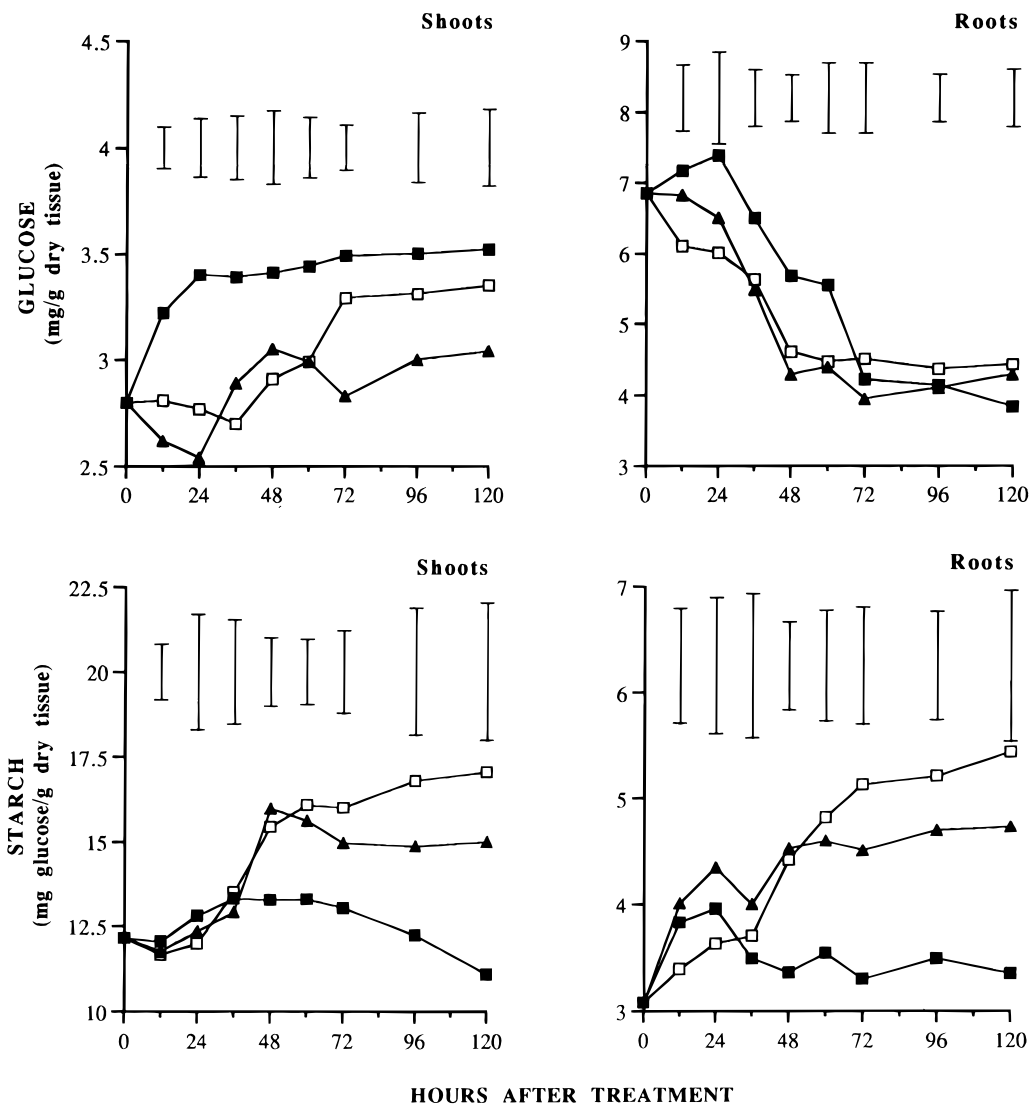 Shoots
4.5
4
3.5
3
2.5
0 24 48 72 96 120
GLUCOSE
(mg/g dry tissue)
Roots
9
8
7
6
5
4
3
0 24 48 72 96 120
Shoots
22.5
20
17.5
15
12.5
10
0 24 48 72 96 120
STARCH
(mg glucose/g dry tissue)
Roots
7
6
5
4
3
0 24 48 72 96 120
HOURS AFTER TREATMENT